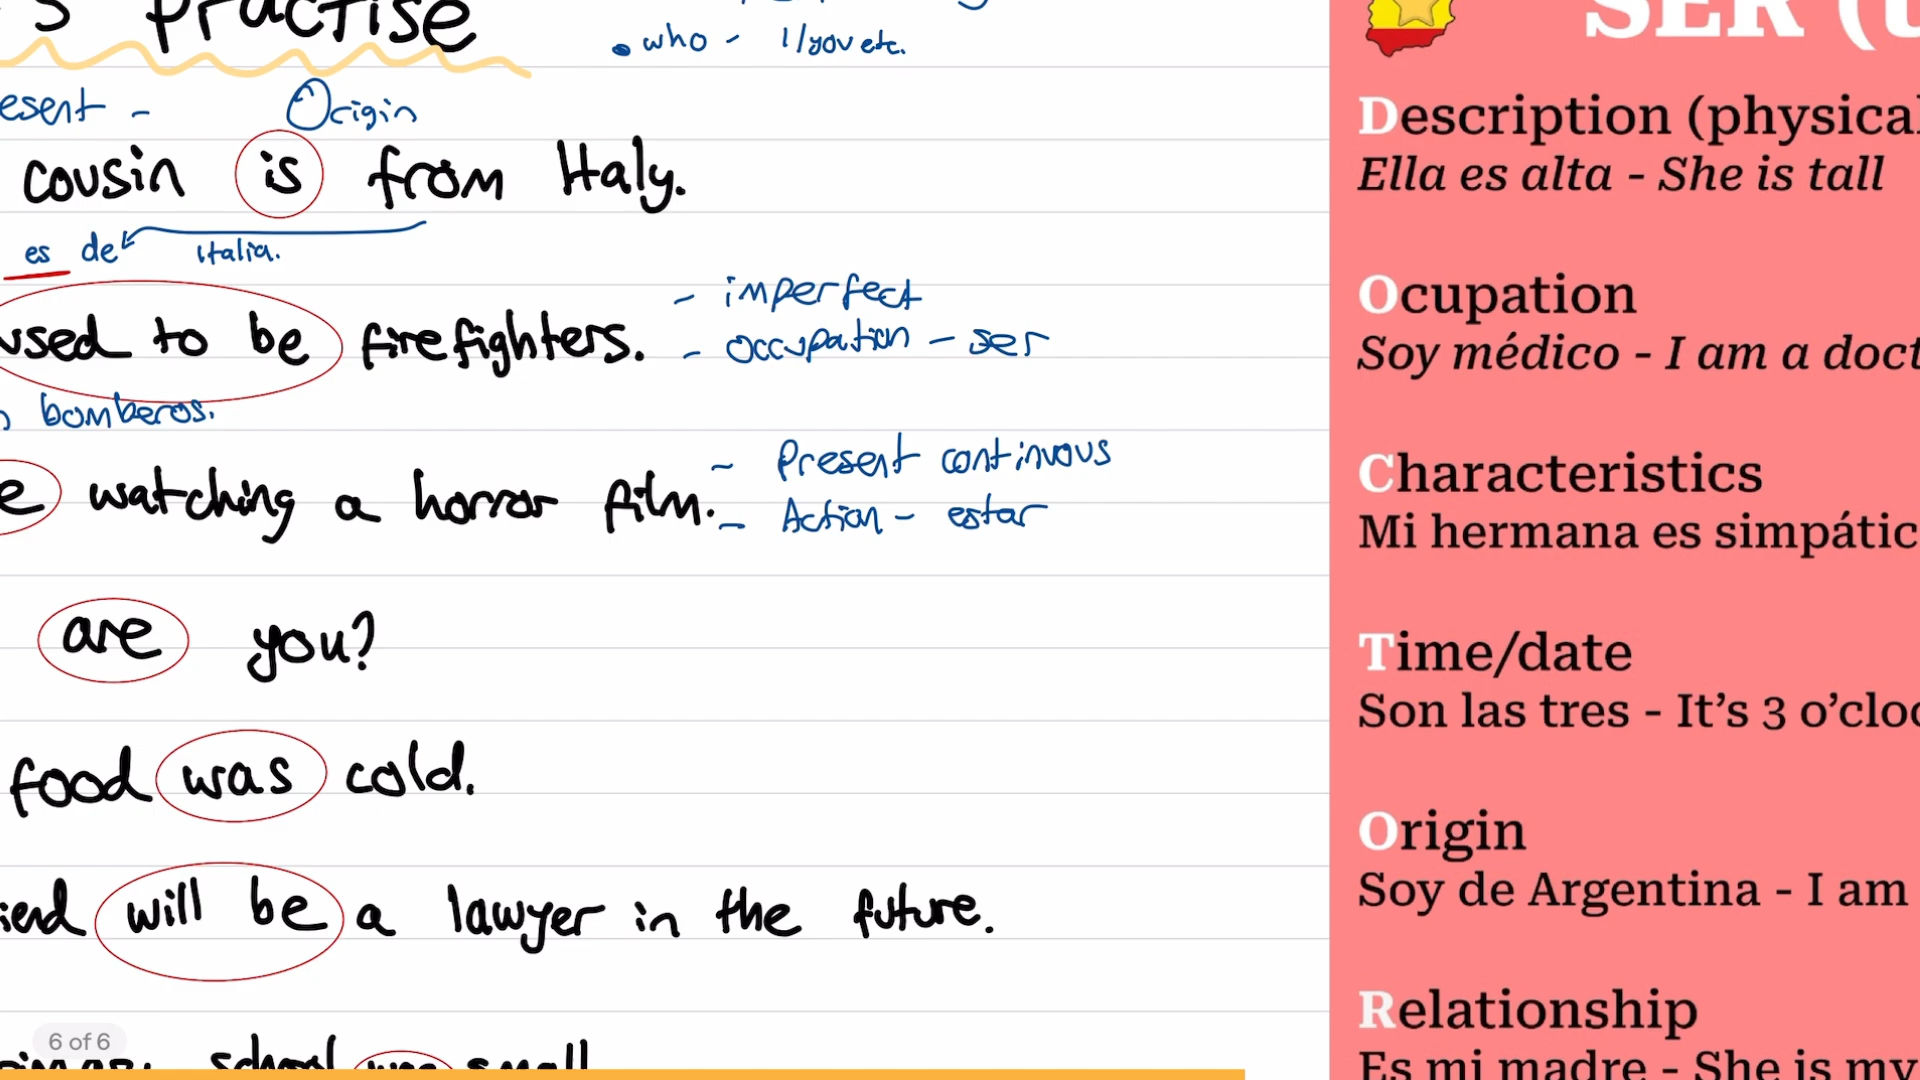 s practise
• who - I/you etc.
esent - Origin
cousin is from Italy.
es de Italia.
used to be firefighters.
- imperfect
- occupation - ser
bomberos.
e watching a horror film.
- Present continuous
- Action - estar
are you?
food was cold.
iend will be a lawyer in the future.
school was small
6 of 6
SER (U
Description (physical
Ella es alta - She is tall
Ocupation
Soy médico - I am a doct
Characteristics
Mi hermana es simpátic
Time/date
Son las tres - It's 3 o'cloc
Origin
Soy de Argentina - I am
Relationship
Es mi madre - She is my